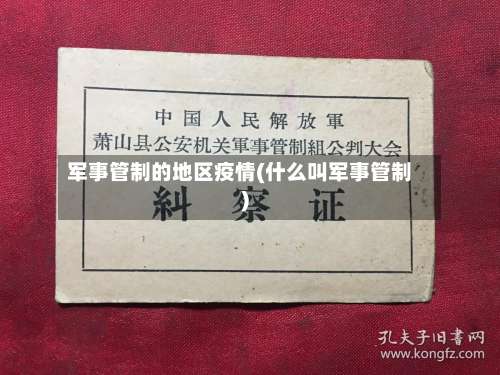 中国人民解放軍
萧山县公安机关軍事管制組公判大会
军事管制的地区疫情(什么叫军事管制
)
糾察证
孔夫子旧书网
www.kongfz.com